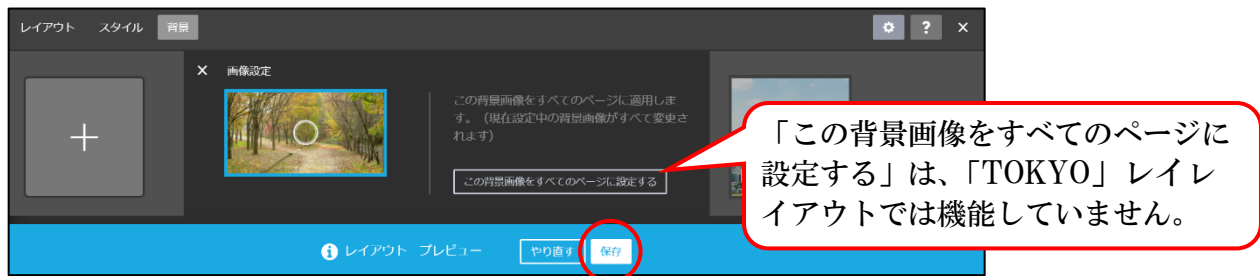 レイアウト スタイル 背景 ? ×
× 画像設定
この背景画像をすべてのページに適用しま
す。（現在設定中の背景画像がすべて変更さ
れます）
この背景画像をすべてのページに設定する
「この背景画像をすべてのページに
設定する」は、「TOKYO」レイレ
イアウトでは機能していません。
レイアウト プレビュー やり直す 保存